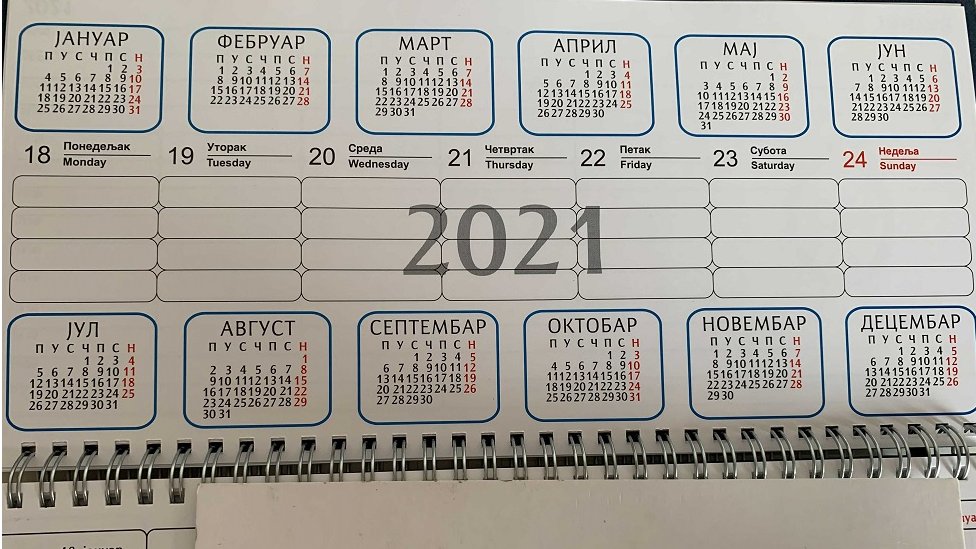 ЈАНУАР
П У С Ч П С Н
1 2 3
4 5 6 7 8 9 10
11 12 13 14 15 16 17
18 19 20 21 22 23 24
25 26 27 28 29 30 31
ФЕБРУАР
П У С Ч П С Н
1 2 3 4 5 6 7
8 9 10 11 12 13 14
15 16 17 18 19 20 21
22 23 24 25 26 27 28
МАРТ
П У С Ч П С Н
1 2 3 4 5 6 7
8 9 10 11 12 13 14
15 16 17 18 19 20 21
22 23 24 25 26 27 28
29 30 31
АПРИЛ
П У С Ч П С Н
1 2 3 4
5 6 7 8 9 10 11
12 13 14 15 16 17 18
19 20 21 22 23 24 25
26 27 28 29 30
МАЈ
П У С Ч П С Н
1 2
3 4 5 6 7 8 9
10 11 12 13 14 15 16
17 18 19 20 21 22 23
24 25 26 27 28 29 30
31
ЈУН
П У С Ч П С Н
1 2 3 4 5 6
7 8 9 10 11 12 13
14 15 16 17 18 19 20
21 22 23 24 25 26 27
28 29 30
18 Понедељак
Monday
19 Уторак
Tuesday
20 Среда
Wednesday
21 Четвртак
Thursday
22 Петак
Friday
23 Субота
Saturday
24 Недеља
Sunday
2021
ЈУЛ
П У С Ч П С Н
1 2 3 4
5 6 7 8 9 10 11
12 13 14 15 16 17 18
19 20 21 22 23 24 25
26 27 28 29 30 31
АВГУСТ
П У С Ч П С Н
1
2 3 4 5 6 7 8
9 10 11 12 13 14 15
16 17 18 19 20 21 22
23 24 25 26 27 28 29
30 31
СЕПТЕМБАР
П У С Ч П С Н
1 2 3 4 5
6 7 8 9 10 11 12
13 14 15 16 17 18 19
20 21 22 23 24 25 26
27 28 29 30
ОКТОБАР
П У С Ч П С Н
1 2 3
4 5 6 7 8 9 10
11 12 13 14 15 16 17
18 19 20 21 22 23 24
25 26 27 28 29 30 31
НОВЕМБАР
П У С Ч П С Н
1 2 3 4 5 6 7
8 9 10 11 12 13 14
15 16 17 18 19 20 21
22 23 24 25 26 27 28
29 30
ДЕЦЕМБАР
П У С Ч П С Н
1 2 3 4 5
6 7 8 9 10 11 12
13 14 15 16 17 18 19
20 21 22 23 24 25 26
27 28 29 30 31